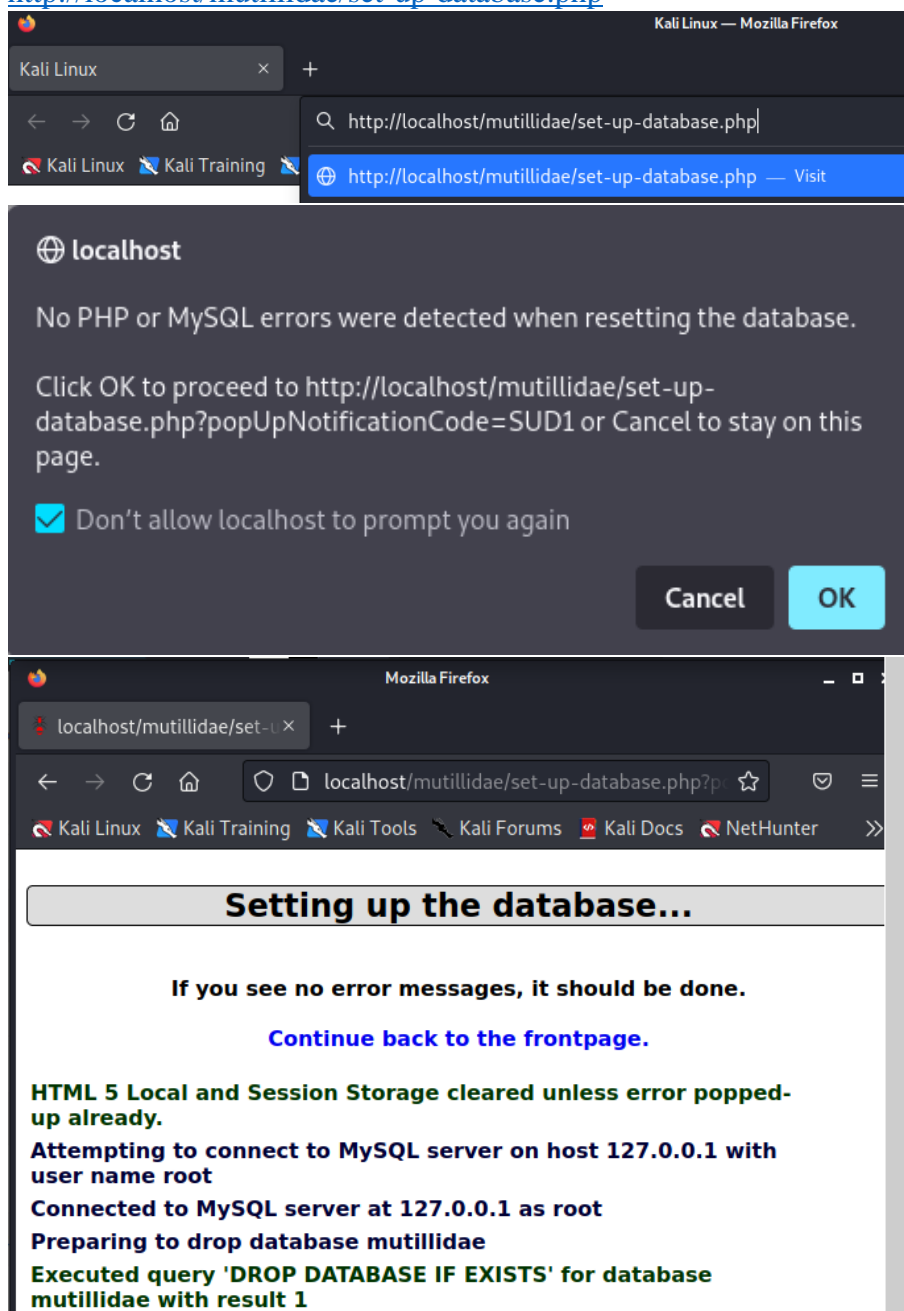 http://localhost/mutillidae/set-up-database.php
Kali Linux — Mozilla Firefox
Kali Linux
http://localhost/mutillidae/set-up-database.php
Kali Linux Kali Training
http://localhost/mutillidae/set-up-database.php — Visit
localhost
No PHP or MySQL errors were detected when resetting the database.
Click OK to proceed to http://localhost/mutillidae/set-up-
database.php?popUpNotificationCode=SUD1 or Cancel to stay on this
page.
Don't allow localhost to prompt you again
Cancel OK
Mozilla Firefox
localhost/mutillidae/set-u
localhost/mutillidae/set-up-database.php?p
Kali Linux Kali Training Kali Tools Kali Forums Kali Docs NetHunter
Setting up the database...
If you see no error messages, it should be done.
Continue back to the frontpage.
HTML 5 Local and Session Storage cleared unless error popped-
up already.
Attempting to connect to MySQL server on host 127.0.0.1 with
user name root
Connected to MySQL server at 127.0.0.1 as root
Preparing to drop database mutillidae
Executed query 'DROP DATABASE IF EXISTS' for database
mutillidae with result 1